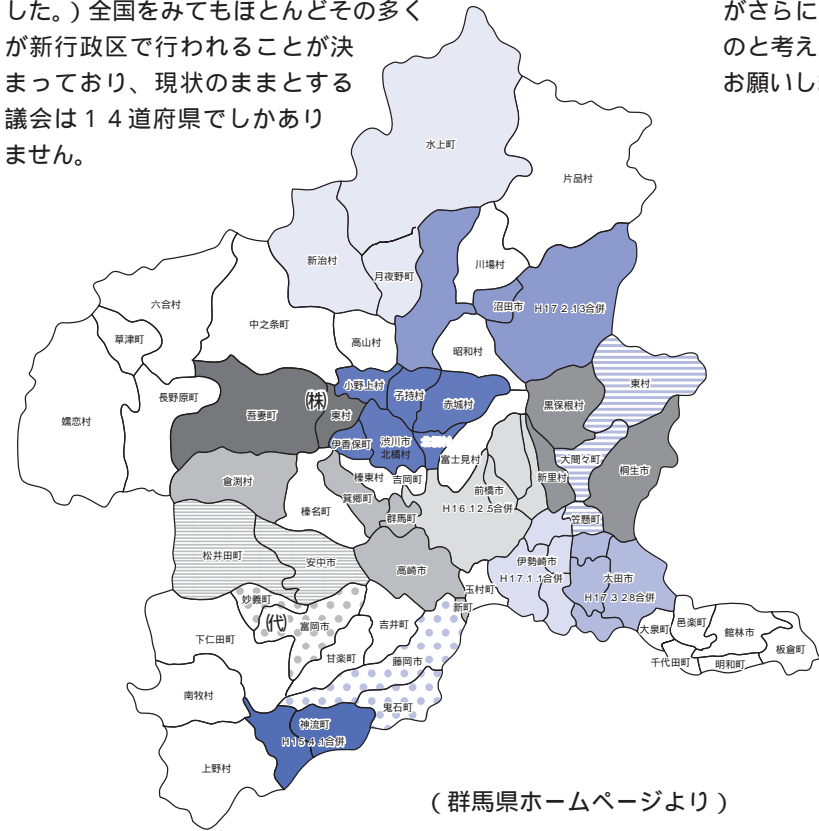 した。）全国をみてもほとんどその多く
が新行政区で行われることが決
まっており、現状のままとする
議会は１４道府県でしかあり
ません。
がさらに
のと考え
お願いしま
水上町
片品村
新治村
月夜野町
川場村
沼田市
H17.2.13合併
六合村
草津町
中之条町
高山村
昭和村
嬬恋村
長野原町
吾妻町
㈱
東村
小野上村
子持村
赤城村
黒保根村
東村
伊香保町
渋川市
北橘村
富士見村
大間々町
桐生市
新里村
倉渕村
榛名町
榛東村
吉岡町
箕郷町
群馬町
前橋市
H16.12.5合併
笠懸町
松井田町
安中市
高崎市
伊勢崎市
H17.1.1合併
太田市
H17.3.28合併
玉村町
新町
妙義町
㈹
富岡市
吉井町
下仁田町
甘楽町
藤岡市
大泉町
邑楽町
館林市
板倉町
千代田町
明和町
南牧村
鬼石町
神流町
H15.4.1合併
上野村
（群馬県ホームページより）